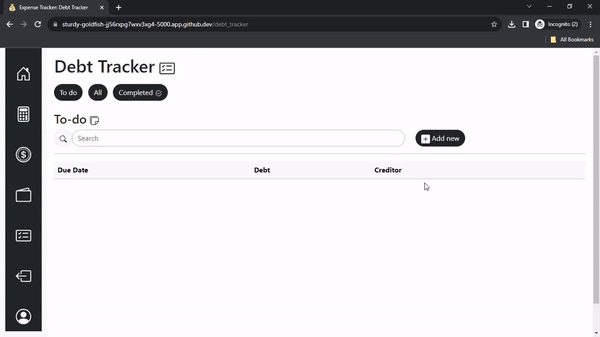 Expense Tracker: Debt Tracker
sturdy-goldfish-jj56rxpg7wxv3xg4-5000.app.github.dev/debt_tracker
Incognito (2)
All Bookmarks
Debt Tracker
To do
All
Completed
To-do
Search
Add new
Due Date
Debt
Creditor